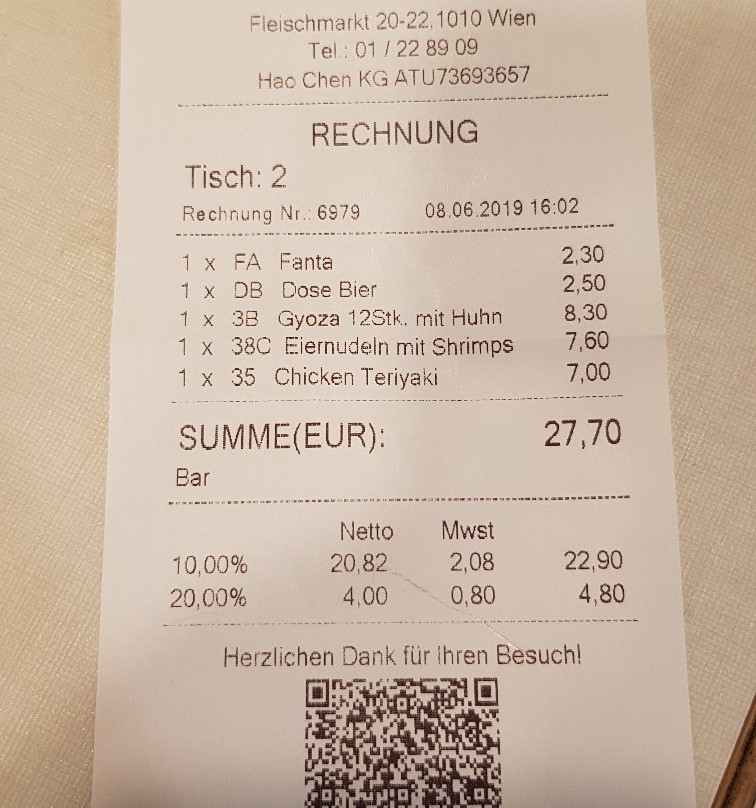 Fleischmarkt 20-22,1010 Wien
Tel.: 01 / 22 89 09
Hao Chen KG ATU73693657
RECHNUNG
Tisch: 2
Rechnung Nr.: 6979 08.06.2019 16:02
1 x FA Fanta 2,30
1 x DB Dose Bier 2,50
1 x 3B Gyoza 12Stk. mit Huhn 8,30
1 x 38C Eiernudeln mit Shrimps 7,60
1 x 35 Chicken Teriyaki 7,00
SUMME(EUR): 27,70
Bar
Netto Mwst
10,00% 20,82 2,08 22,90
20,00% 4,00 0,80 4,80
Herzlichen Dank für Ihren Besuch!